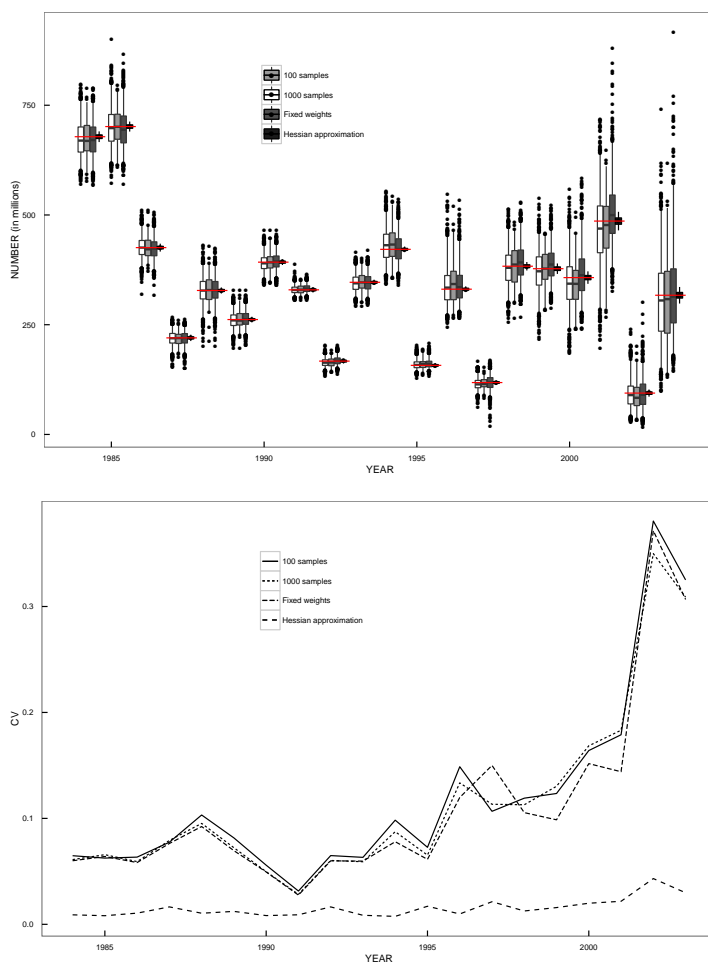 NUMBER (in millions)
750
500
250
0
100 samples
1000 samples
Fixed weights
Hessian approximation
1985
1990
1995
2000
YEAR
CV
0.3
0.2
0.1
0.0
100 samples
1000 samples
Fixed weights
Hessian approximation
1985
1990
1995
2000
YEAR